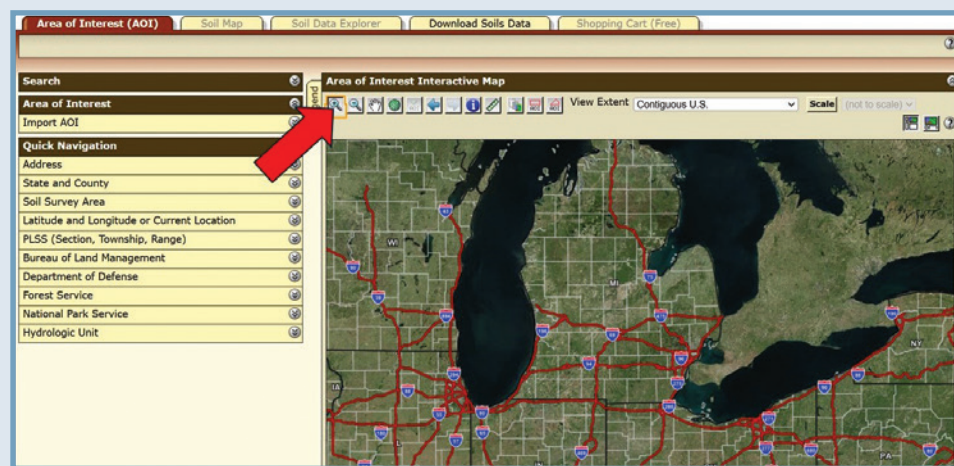 Area of Interest (AOI) Soil Map Soil Data Explorer Download Soils Data Shopping Cart (Free)
Search
Area of Interest
Import AOI
Quick Navigation
Address
State and County
Soil Survey Area
Latitude and Longitude or Current Location
PLSS (Section, Township, Range)
Bureau of Land Management
Department of Defense
Forest Service
National Park Service
Hydrologic Unit
Area of Interest Interactive Map
View Extent Contiguous U.S. Scale (not to scale)
WI
MI
NY
IA
PA